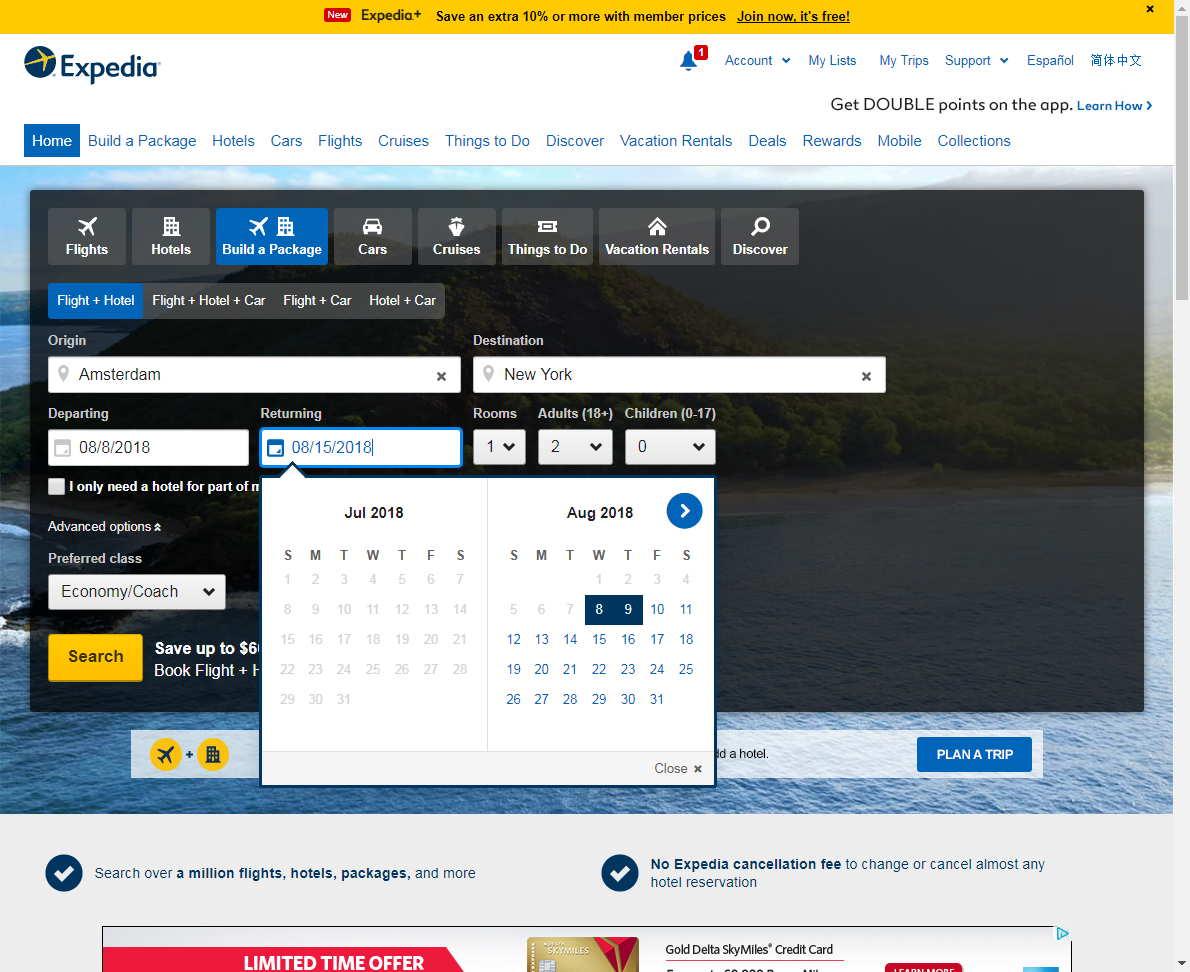 New Expedia+ Save an extra 10% or more with member prices Join now, it's free!
Expedia
1 Account My Lists My Trips Support Español 简体中文
Get DOUBLE points on the app. Learn How
Home Build a Package Hotels Cars Flights Cruises Things to Do Discover Vacation Rentals Deals Rewards Mobile Collections
Flights Hotels Build a Package Cars Cruises Things to Do Vacation Rentals Discover
Flight + Hotel Flight + Hotel + Car Flight + Car Hotel + Car
Origin Destination
Amsterdam New York
Departing Returning Rooms Adults (18+) Children (0-17)
08/8/2018 08/15/2018 1 2 0
I only need a hotel for part of
Advanced options
Preferred class
Economy/Coach
Search
Save up to
Book Flight +
Jul 2018 Aug 2018
S M T W T F S S M T W T F S
1 2 3 4 5 6 7 1 2 3 4
8 9 10 11 12 13 14 5 6 7 8 9 10 11
15 16 17 18 19 20 21 12 13 14 15 16 17 18
22 23 24 25 26 27 28 19 20 21 22 23 24 25
29 30 31 26 27 28 29 30 31
Close
+ a hotel. PLAN A TRIP
Search over a million flights, hotels, packages, and more
No Expedia cancellation fee to change or cancel almost any
hotel reservation
LIMITED TIME OFFER
SKYMILES
Gold Delta SkyMiles® Credit Card
LEARN MORE